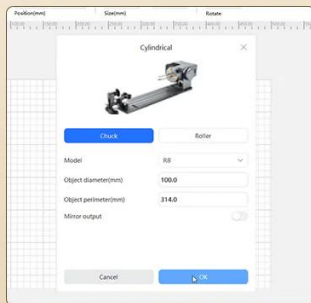 Position(mm) Size(mm) Rotate
Cylindrical
Chuck Roller
Model R8
Object diameter(mm) 100.0
Object perimeter(mm) 314.0
Mirror output
Cancel OK